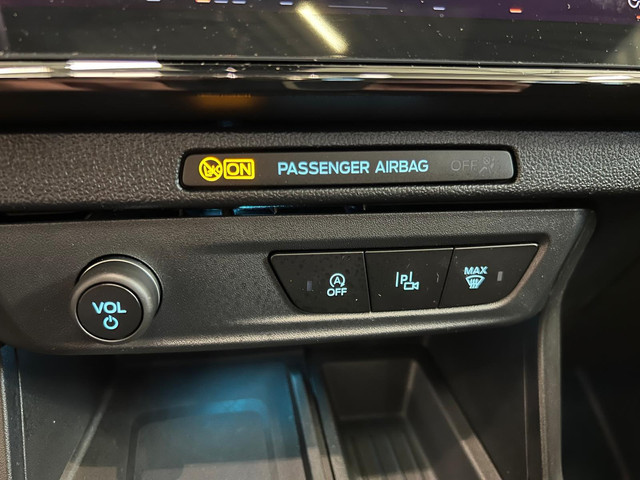 ON PASSENGER AIRBAG OFF
VOL
A
OFF
P
MAX